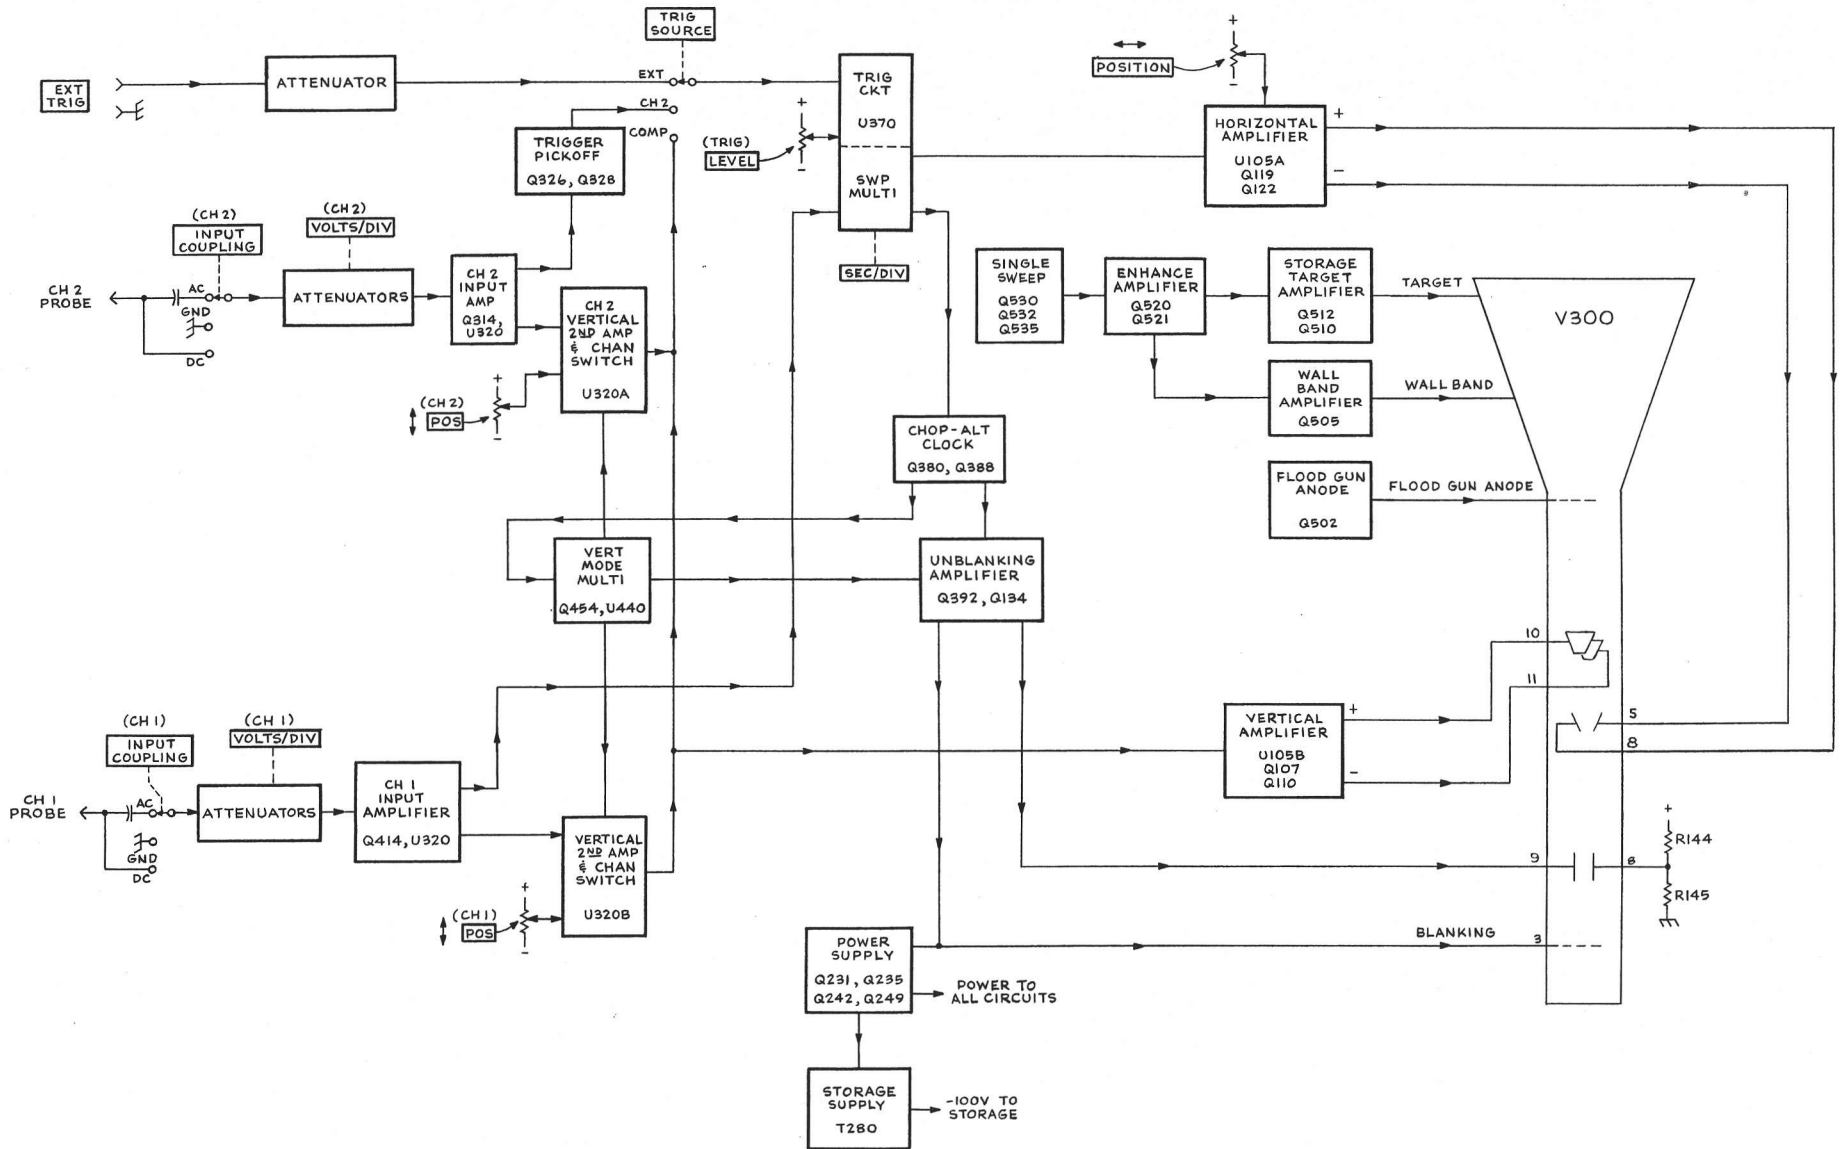 TRIG
SOURCE
EXT
TRIG
ATTENUATOR
EXT
CH 2
COMP
TRIGGER
PICKOFF
Q326, Q328
(TRIG)
LEVEL
+
-
TRIG
CKT
U370
SWP
MULTI
SEC/DIV
POSITION
+
-
HORIZONTAL
AMPLIFIER
U105A
Q119
Q122
+
-
(CH 2)
INPUT
COUPLING
(CH 2)
VOLTS/DIV
CH 2
PROBE
AC
GND
DC
ATTENUATORS
CH 2
INPUT
AMP
Q314,
U320
CH 2
VERTICAL
2ND AMP
& CHAN
SWITCH
U320A
(CH 2)
POS
+
-
SINGLE
SWEEP
Q530
Q532
Q535
ENHANCE
AMPLIFIER
Q520
Q521
STORAGE
TARGET
AMPLIFIER
Q512
Q510
TARGET
V300
WALL
BAND
AMPLIFIER
Q505
WALL BAND
FLOOD GUN
ANODE
Q502
FLOOD GUN ANODE
CHOP-ALT
CLOCK
Q380, Q388
VERT
MODE
MULTI
Q454, U440
UNBLANKING
AMPLIFIER
Q392, Q134
10
11
5
8
VERTICAL
AMPLIFIER
U105B
Q107
Q110
+
-
(CH 1)
INPUT
COUPLING
(CH 1)
VOLTS/DIV
CH 1
PROBE
AC
GND
DC
ATTENUATORS
CH 1
INPUT
AMPLIFIER
Q414, U320
VERTICAL
2ND AMP
& CHAN
SWITCH
U320B
(CH 1)
POS
+
-
9
+
R144
R145
BLANKING
3
POWER
SUPPLY
Q231, Q235
Q242, Q249
POWER TO
ALL CIRCUITS
STORAGE
SUPPLY
T280
-100V TO
STORAGE